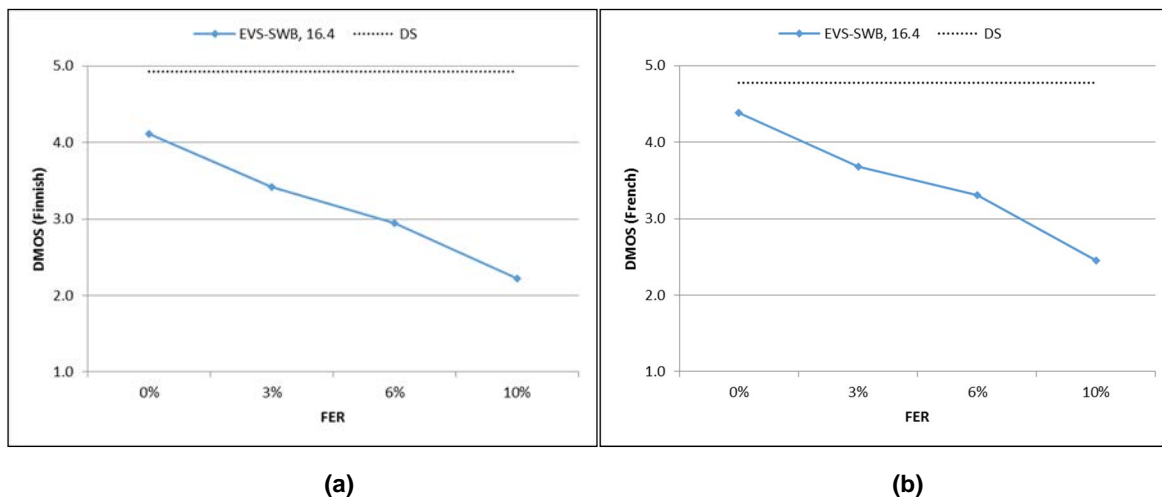 EVS-SWB, 16.4 DS
5.0
4.0
3.0
2.0
1.0
DMOS (Finnish)
0% 3% 6% 10%
FER
(a)
EVS-SWB, 16.4 DS
5.0
4.0
3.0
2.0
1.0
DMOS (French)
0% 3% 6% 10%
FER
(b)